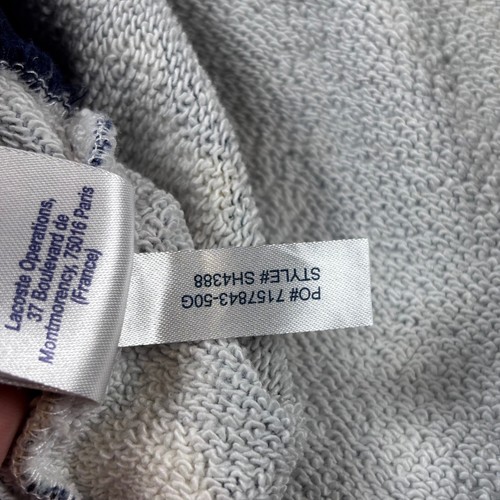 Lacoste Operations,
37 Boulevard de
Montmorency, 75016 Paris
(France)
PO# 7157843-50G
STYLE# SH4388